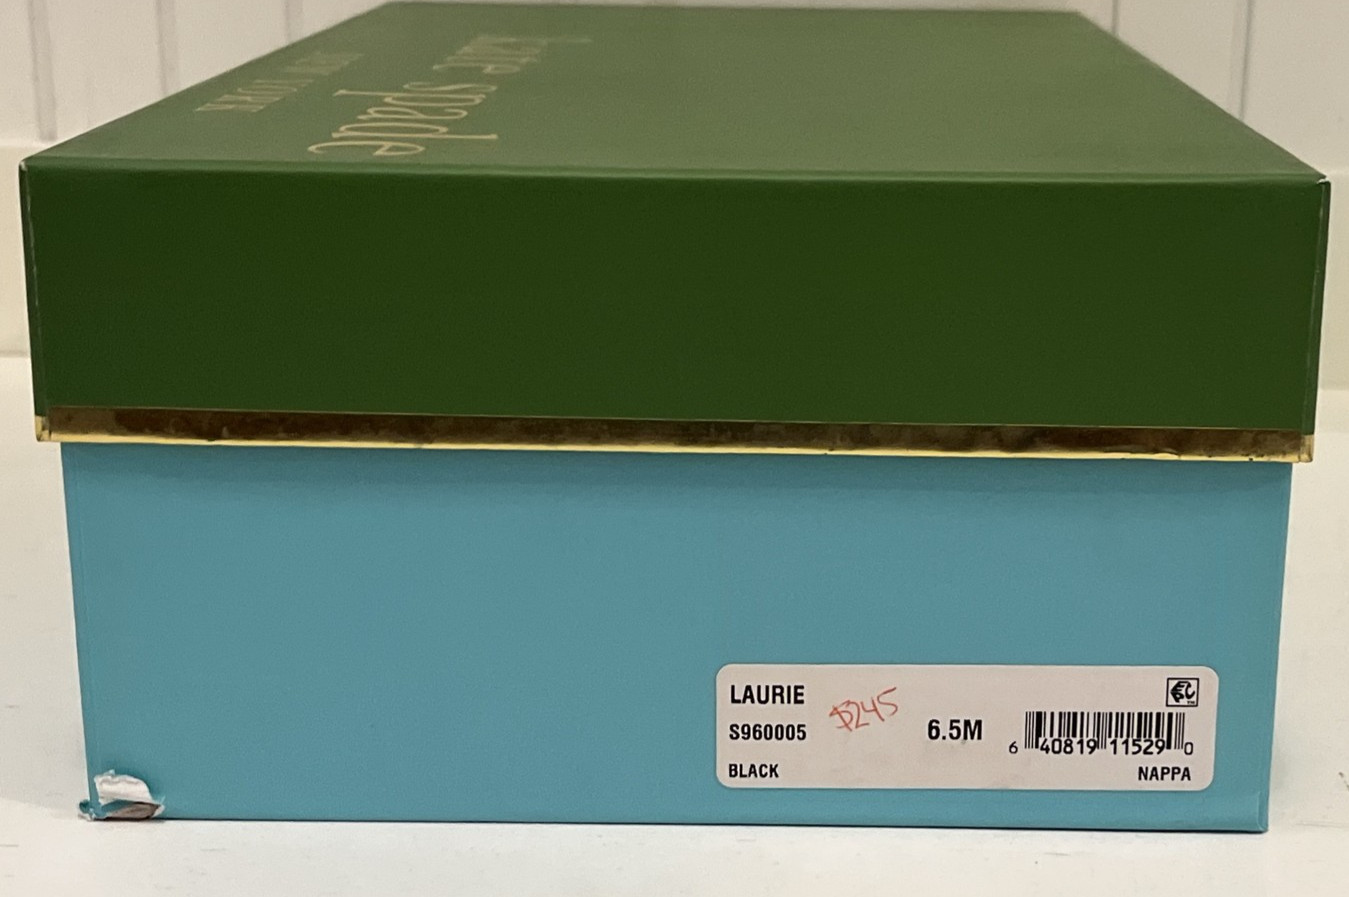 kate spade
NEW YORK
LAURIE
S960005
$245
6.5M
6 40819 11529 0
BLACK
NAPPA